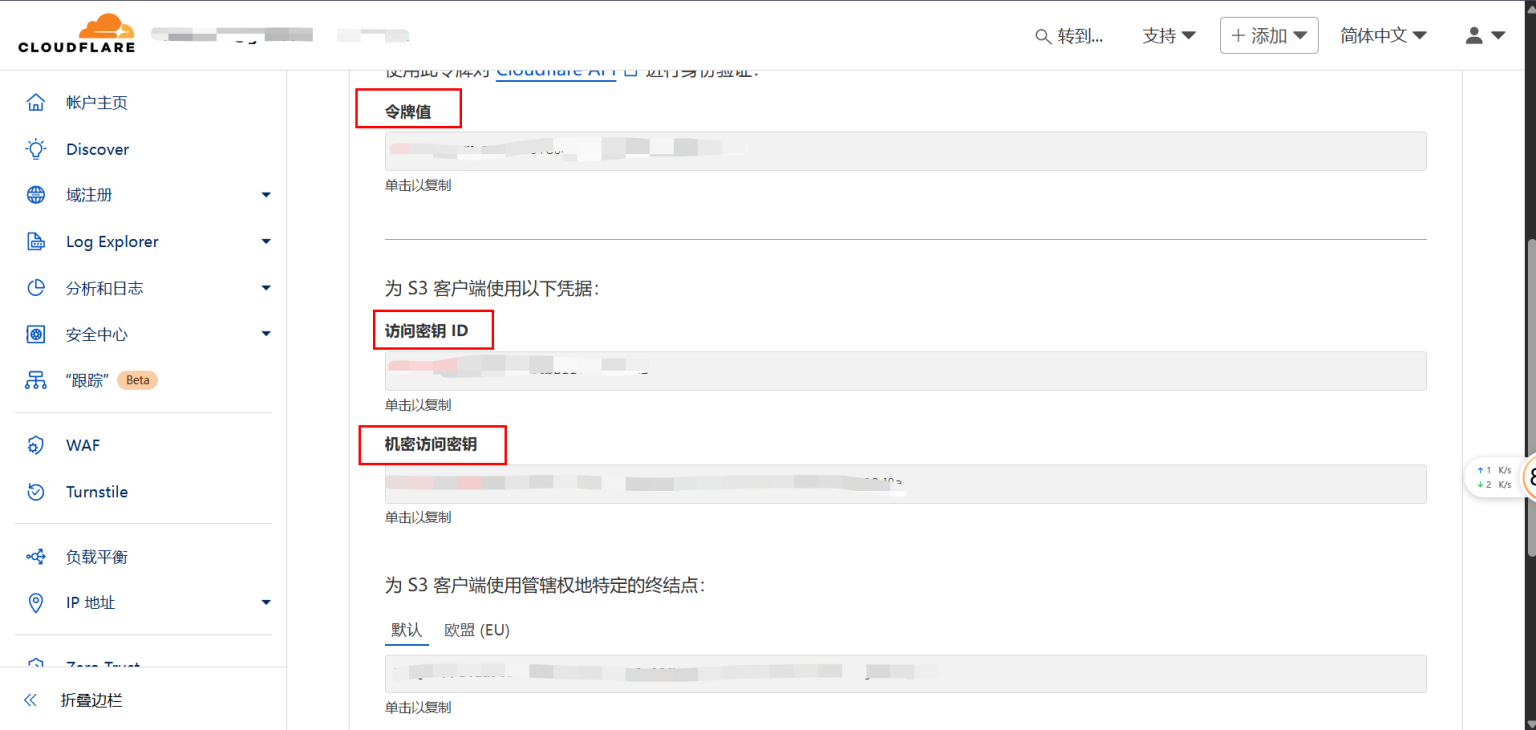 CLOUDFLARE
转到...
支持
添加
简体中文
使用此令牌对 Cloudflare API 进行身份验证:
帐户主页
Discover
域注册
Log Explorer
分析和日志
安全中心
“跟踪” Beta
WAF
Turnstile
负载平衡
IP 地址
Zero Trust
折叠边栏
令牌值
单击以复制
为 S3 客户端使用以下凭据:
访问密钥 ID
单击以复制
机密访问密钥
单击以复制
为 S3 客户端使用管辖权地特定的终结点:
默认 欧盟 (EU)
单击以复制
↑ 1 K/s
↓ 2 K/s